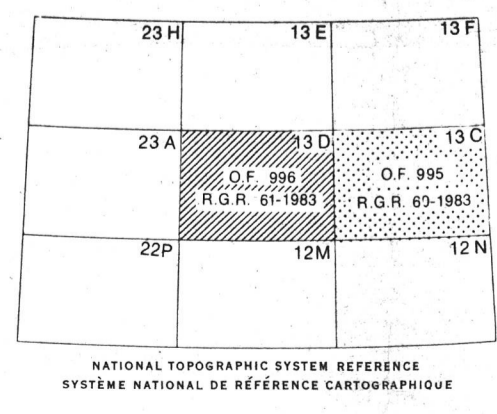 23 H 13 E 13 F
23 A 13 D 13 C
O.F. 996 O.F. 995
R.G.R. 61-1983 R.G.R. 60-1983
22P 12M 12 N
NATIONAL TOPOGRAPHIC SYSTEM REFERENCE
SYSTÈME NATIONAL DE RÉFÉRENCE CARTOGRAPHIQUE